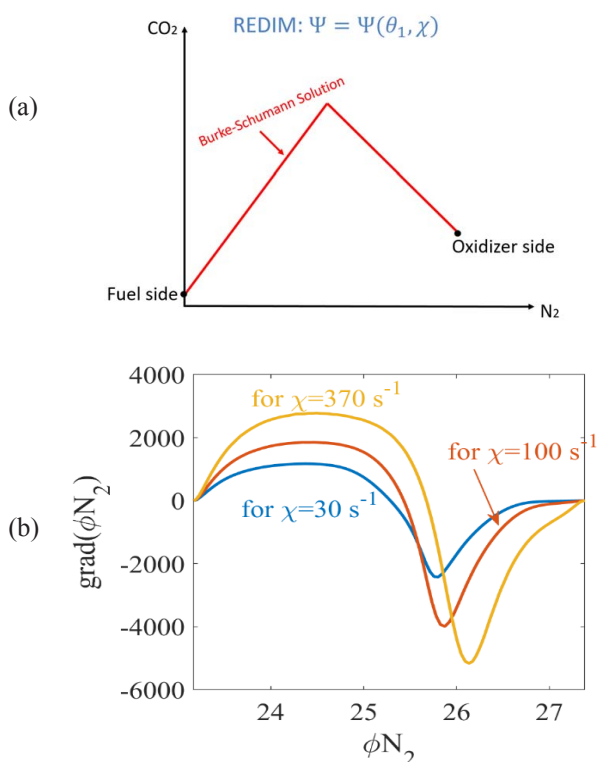 (a)
REDIM: Ψ = Ψ(θ₁, χ)
CO₂
Burke-Schumann Solution
Fuel side
Oxidizer side
N₂
(b)
4000
2000
0
-2000
-4000
-6000
grad(ϕN₂)
for χ=370 s⁻¹
for χ=100 s⁻¹
for χ=30 s⁻¹
24
25
26
27
ϕN₂